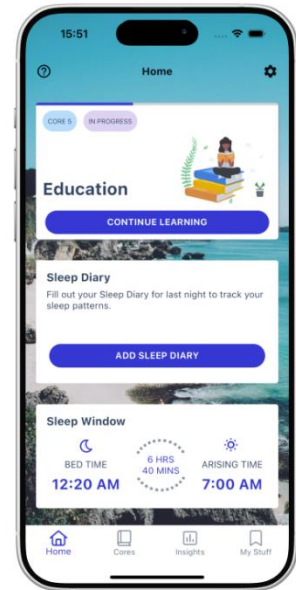 15:51
Home
CORE 5 IN PROGRESS
Education
CONTINUE LEARNING
Sleep Diary
Fill out your Sleep Diary for last night to track your
sleep patterns.
ADD SLEEP DIARY
Sleep Window
BED TIME
12:20 AM
6 HRS
40 MINS
ARISING TIME
7:00 AM
Home Cores Insights My Stuff